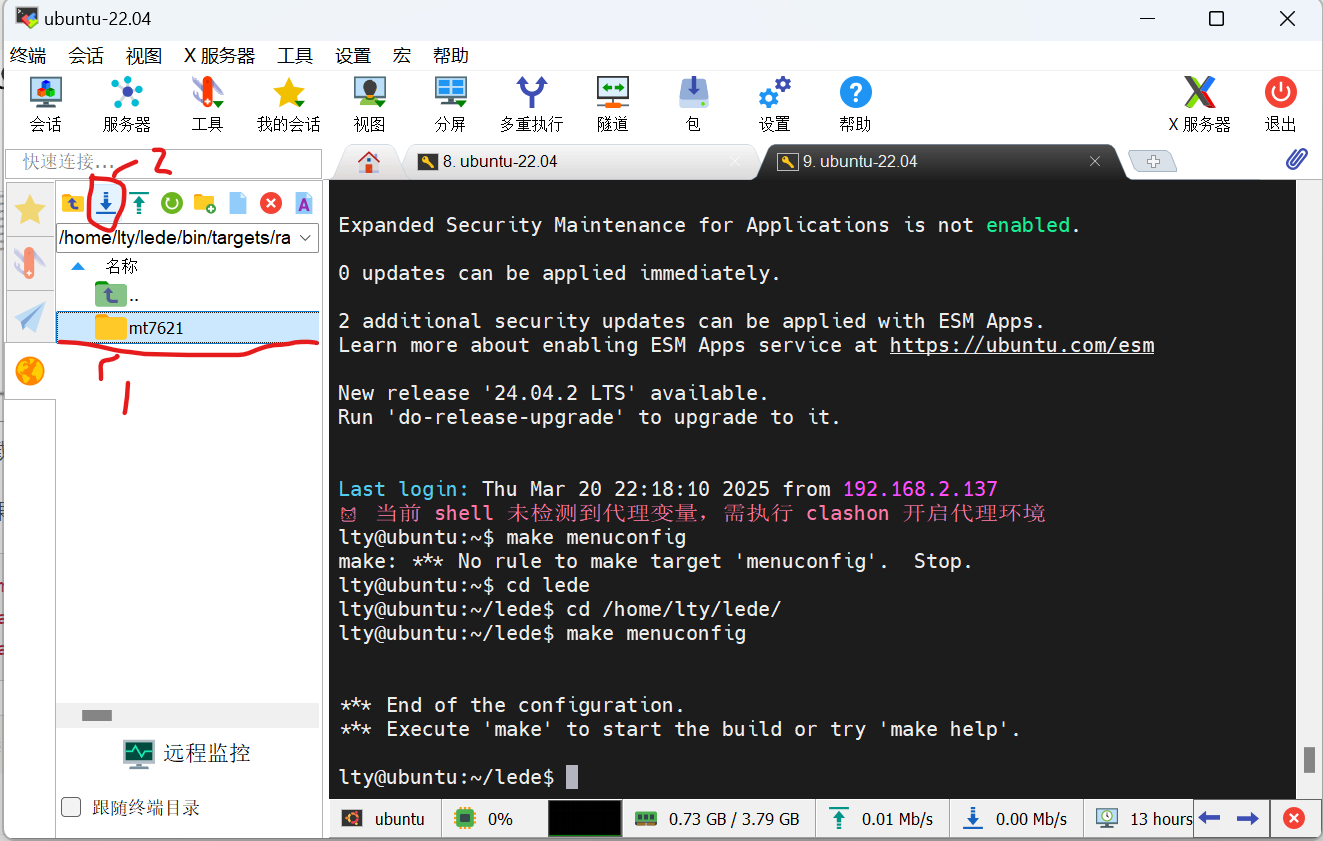 ubuntu-22.04
终端 会话 视图 X 服务器 工具 设置 宏 帮助
会话 服务器 工具 我的会话 视图 分屏 多重执行 隧道 包 设置 帮助 X 服务器 退出
快速连接... 8. ubuntu-22.04 9. ubuntu-22.04
2
/home/lty/lede/bin/targets/ra
名称
..
mt7621
1
远程监控
跟随终端目录
Expanded Security Maintenance for Applications is not enabled.
0 updates can be applied immediately.
2 additional security updates can be applied with ESM Apps.
Learn more about enabling ESM Apps service at https://ubuntu.com/esm
New release '24.04.2 LTS' available.
Run 'do-release-upgrade' to upgrade to it.
Last login: Thu Mar 20 22:18:10 2025 from 192.168.2.137
😼 当前 shell 未检测到代理变量，需执行 clashon 开启代理环境
lty@ubuntu:~$ make menuconfig
make: *** No rule to make target 'menuconfig'.  Stop.
lty@ubuntu:~$ cd lede
lty@ubuntu:~/lede$ cd /home/lty/lede/
lty@ubuntu:~/lede$ make menuconfig
*** End of the configuration.
*** Execute 'make' to start the build or try 'make help'.
lty@ubuntu:~/lede$
ubuntu 0% 0.73 GB / 3.79 GB 0.01 Mb/s 0.00 Mb/s 13 hours